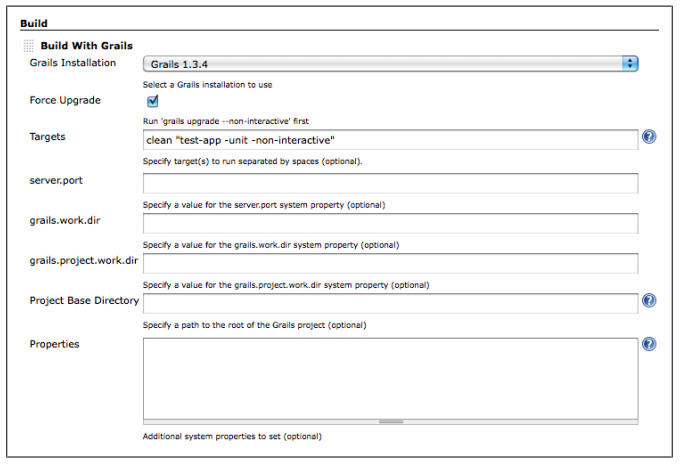 Build
Build With Grails
Grails Installation
Grails 1.3.4
Select a Grails installation to use
Force Upgrade
Run 'grails upgrade --non-interactive' first
Targets
clean "test-app -unit -non-interactive"
Specify target(s) to run separated by spaces (optional).
server.port
Specify a value for the server.port system property (optional)
grails.work.dir
Specify a value for the grails.work.dir system property (optional)
grails.project.work.dir
Specify a value for the grails.project.work.dir system property (optional)
Project Base Directory
Specify a path to the root of the Grails project (optional)
Properties
Additional system properties to set (optional)